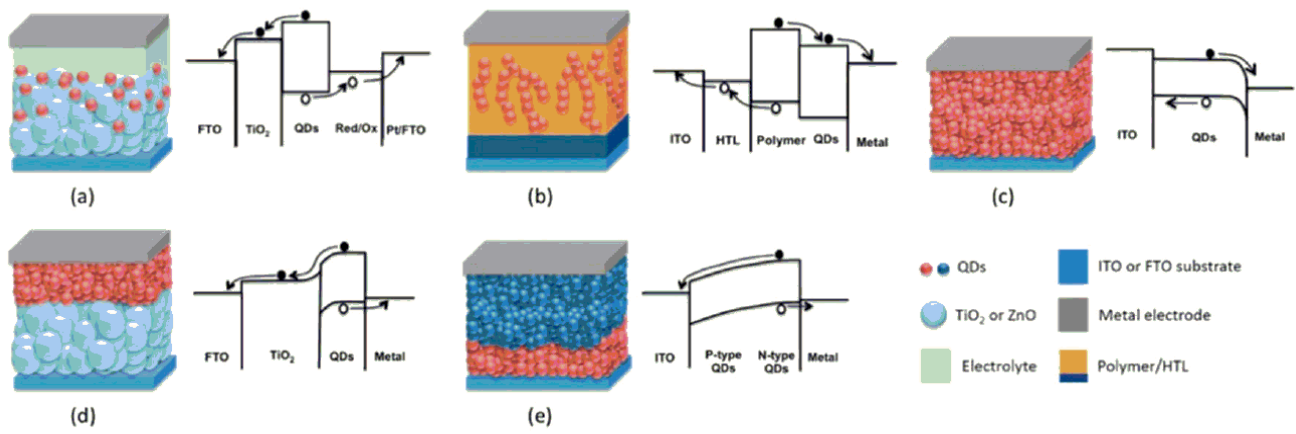 FTO
TiO₂
QDs
Red/Ox
Pt/FTO
(a)
ITO
HTL
Polymer
QDs
Metal
(b)
ITO
QDs
Metal
(c)
FTO
TiO₂
QDs
Metal
(d)
ITO
P-type
QDs
N-type
QDs
Metal
(e)
QDs
ITO or FTO substrate
TiO₂ or ZnO
Metal electrode
Electrolyte
Polymer/HTL